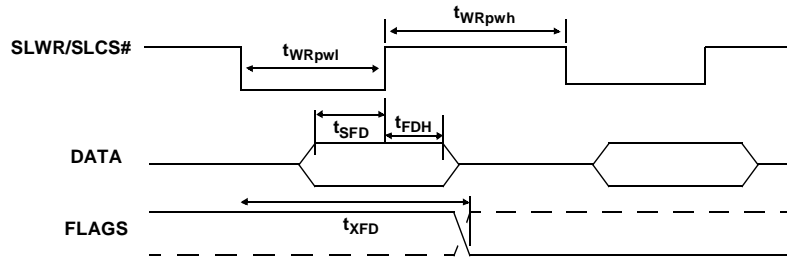 tWRpwh
SLWR/SLCS#
tWRpwl
tSFD
tFDH
DATA
tXFD
FLAGS